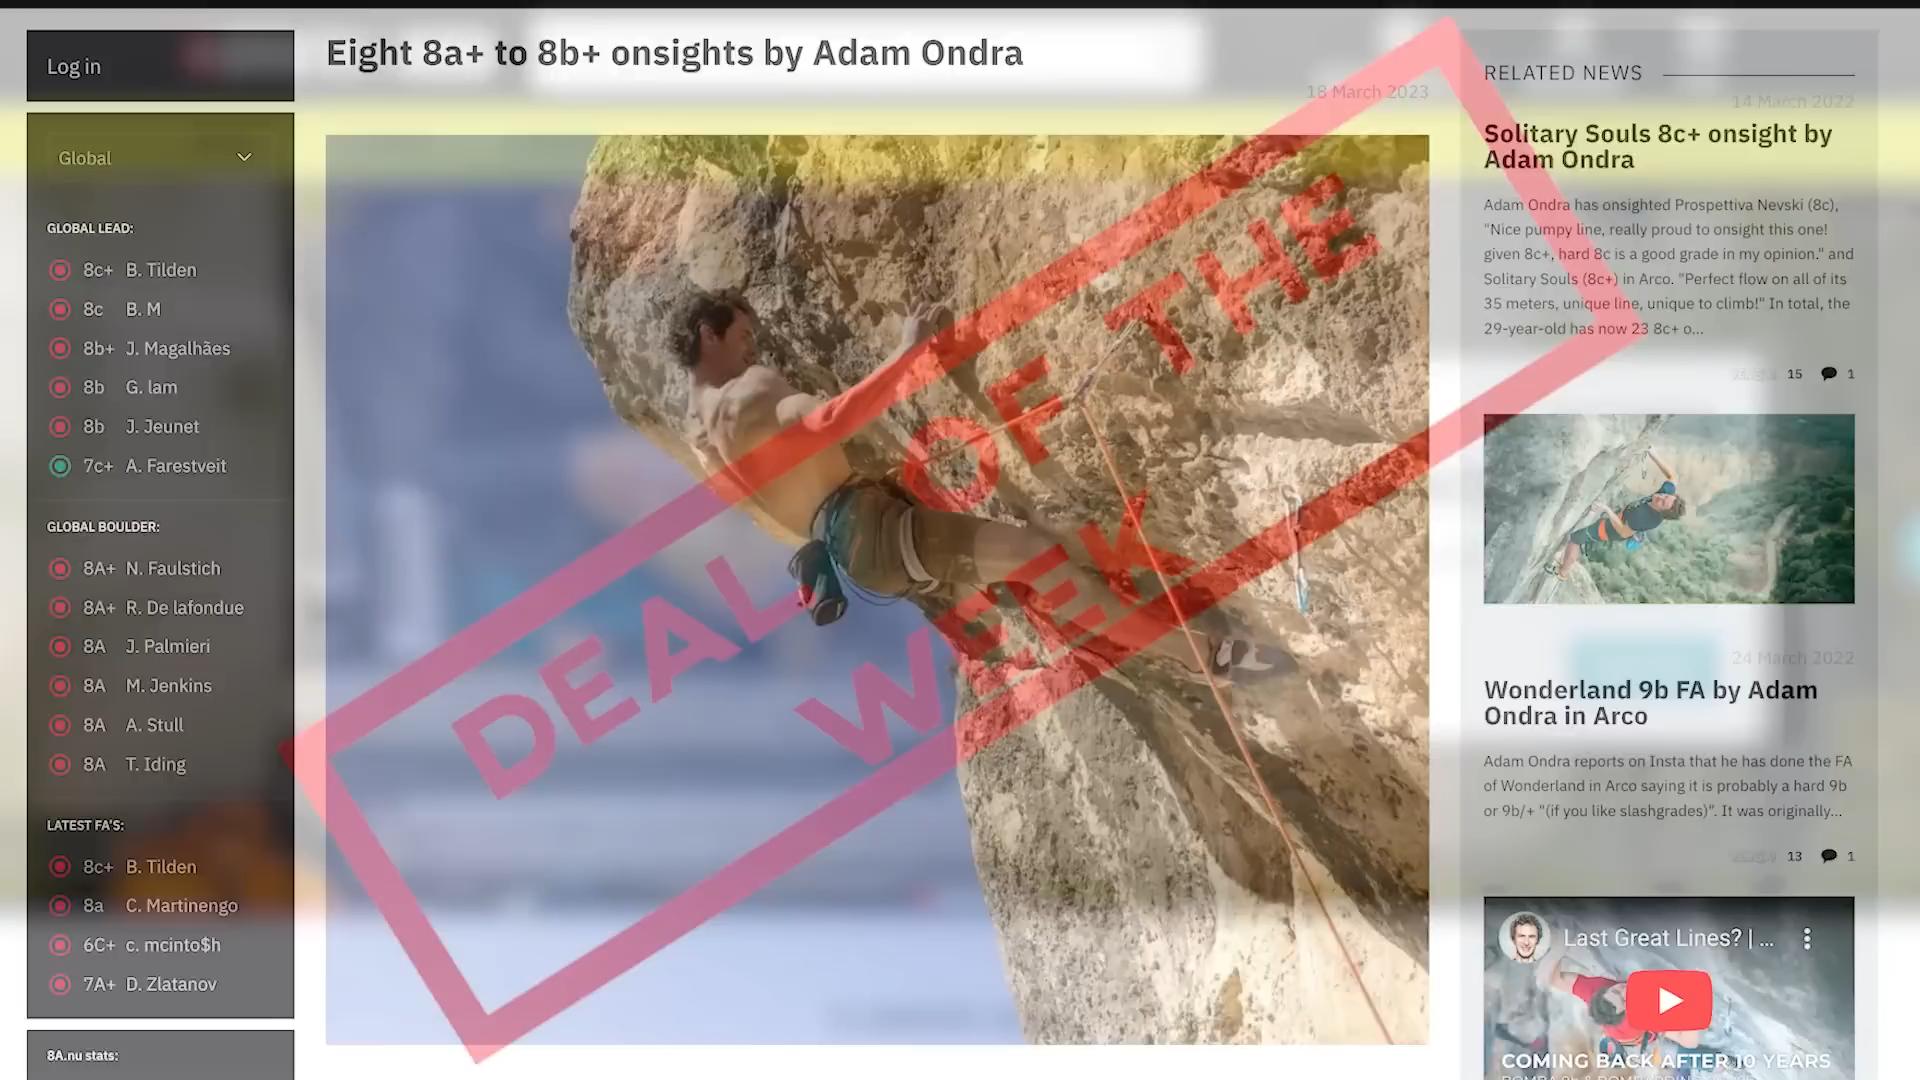 Log in
Global
GLOBAL LEAD:
8c+ B. Tilden
8c B. M
8b+ J. Magalhães
8b G. lam
8b J. Jeunet
7c+ A. Farestveit
GLOBAL BOULDER:
8A+ N. Faulstich
8A+ R. De lafondue
8A J. Palmieri
8A M. Jenkins
8A A. Stull
8A T. Iding
LATEST FA'S:
8c+ B. Tilden
8a C. Martinengo
6C+ c. mcinto$h
7A+ D. Zlatanov
8A.nu stats:
Eight 8a+ to 8b+ onsights by Adam Ondra
18 March 2023
DEAL OF THE
WEEK
RELATED NEWS
14 March 2022
Solitary Souls 8c+ onsight by
Adam Ondra
Adam Ondra has onsighted Prospettiva Nevski (8c),
"Nice pumpy line, really proud to onsight this one!
given 8c+, hard 8c is a good grade in my opinion." and
Solitary Souls (8c+) in Arco. "Perfect flow on all of its
35 meters, unique line, unique to climb!" In total, the
29-year-old has now 23 8c+ o...
15 1
24 March 2022
Wonderland 9b FA by Adam
Ondra in Arco
Adam Ondra reports on Insta that he has done the FA
of Wonderland in Arco saying it is probably a hard 9b
or 9b/+ "(if you like slashgrades)". It was originally...
13 1
Last Great Lines? | ...
COMING BACK AFTER 10 YEARS